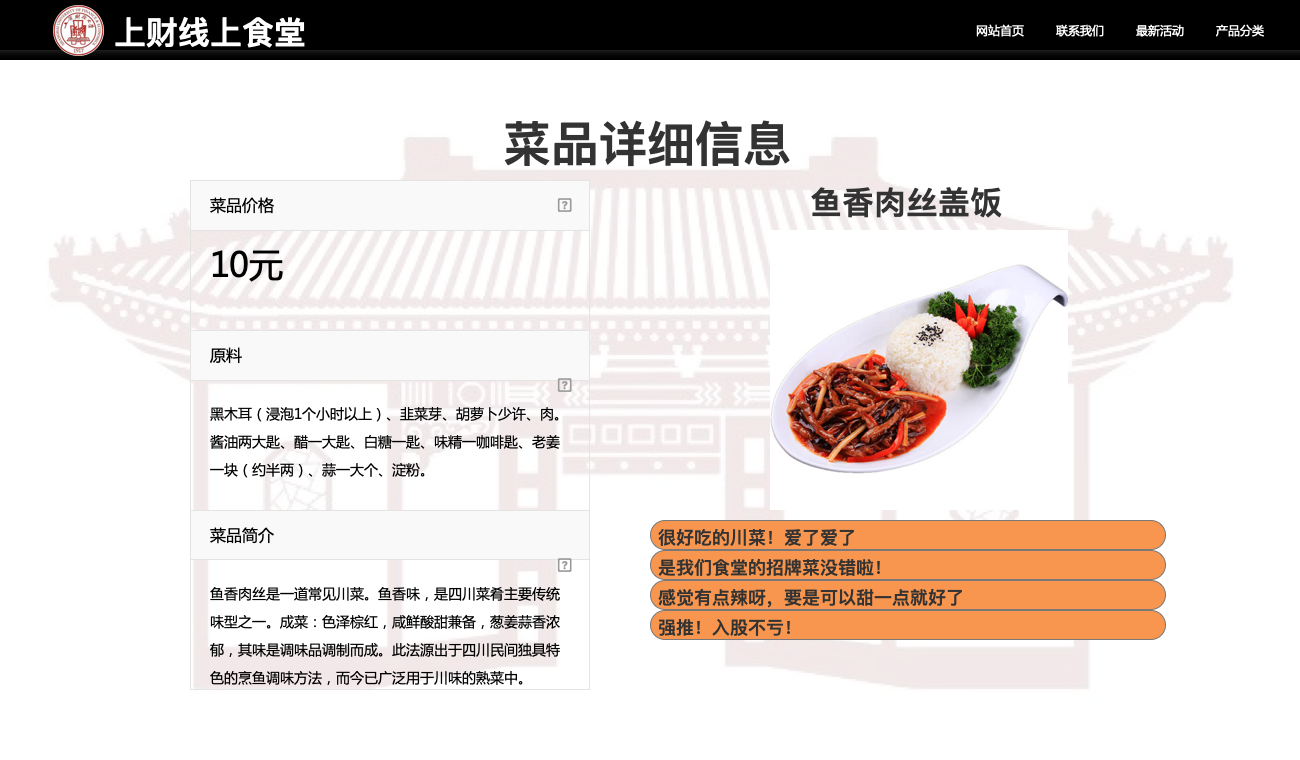 上财线上食堂
网站首页
联系我们
最新活动
产品分类
菜品详细信息
菜品价格
10元
原料
黑木耳（浸泡1个小时以上）、韭菜芽、胡萝卜少许、肉。
酱油两大匙、醋一大匙、白糖一匙、味精一咖啡匙、老姜
一块（约半两）、蒜一大个、淀粉。
菜品简介
鱼香肉丝是一道常见川菜。鱼香味，是四川菜肴主要传统
味型之一。成菜：色泽棕红，咸鲜酸甜兼备，葱姜蒜香浓
郁，其味是调味品调制而成。此法源出于四川民间独具特
色的烹鱼调味方法，而今已广泛用于川味的熟菜中。
鱼香肉丝盖饭
很好吃的川菜！爱了爱了
是我们食堂的招牌菜没错啦！
感觉有点辣呀，要是可以甜一点就好了
强推！入股不亏！